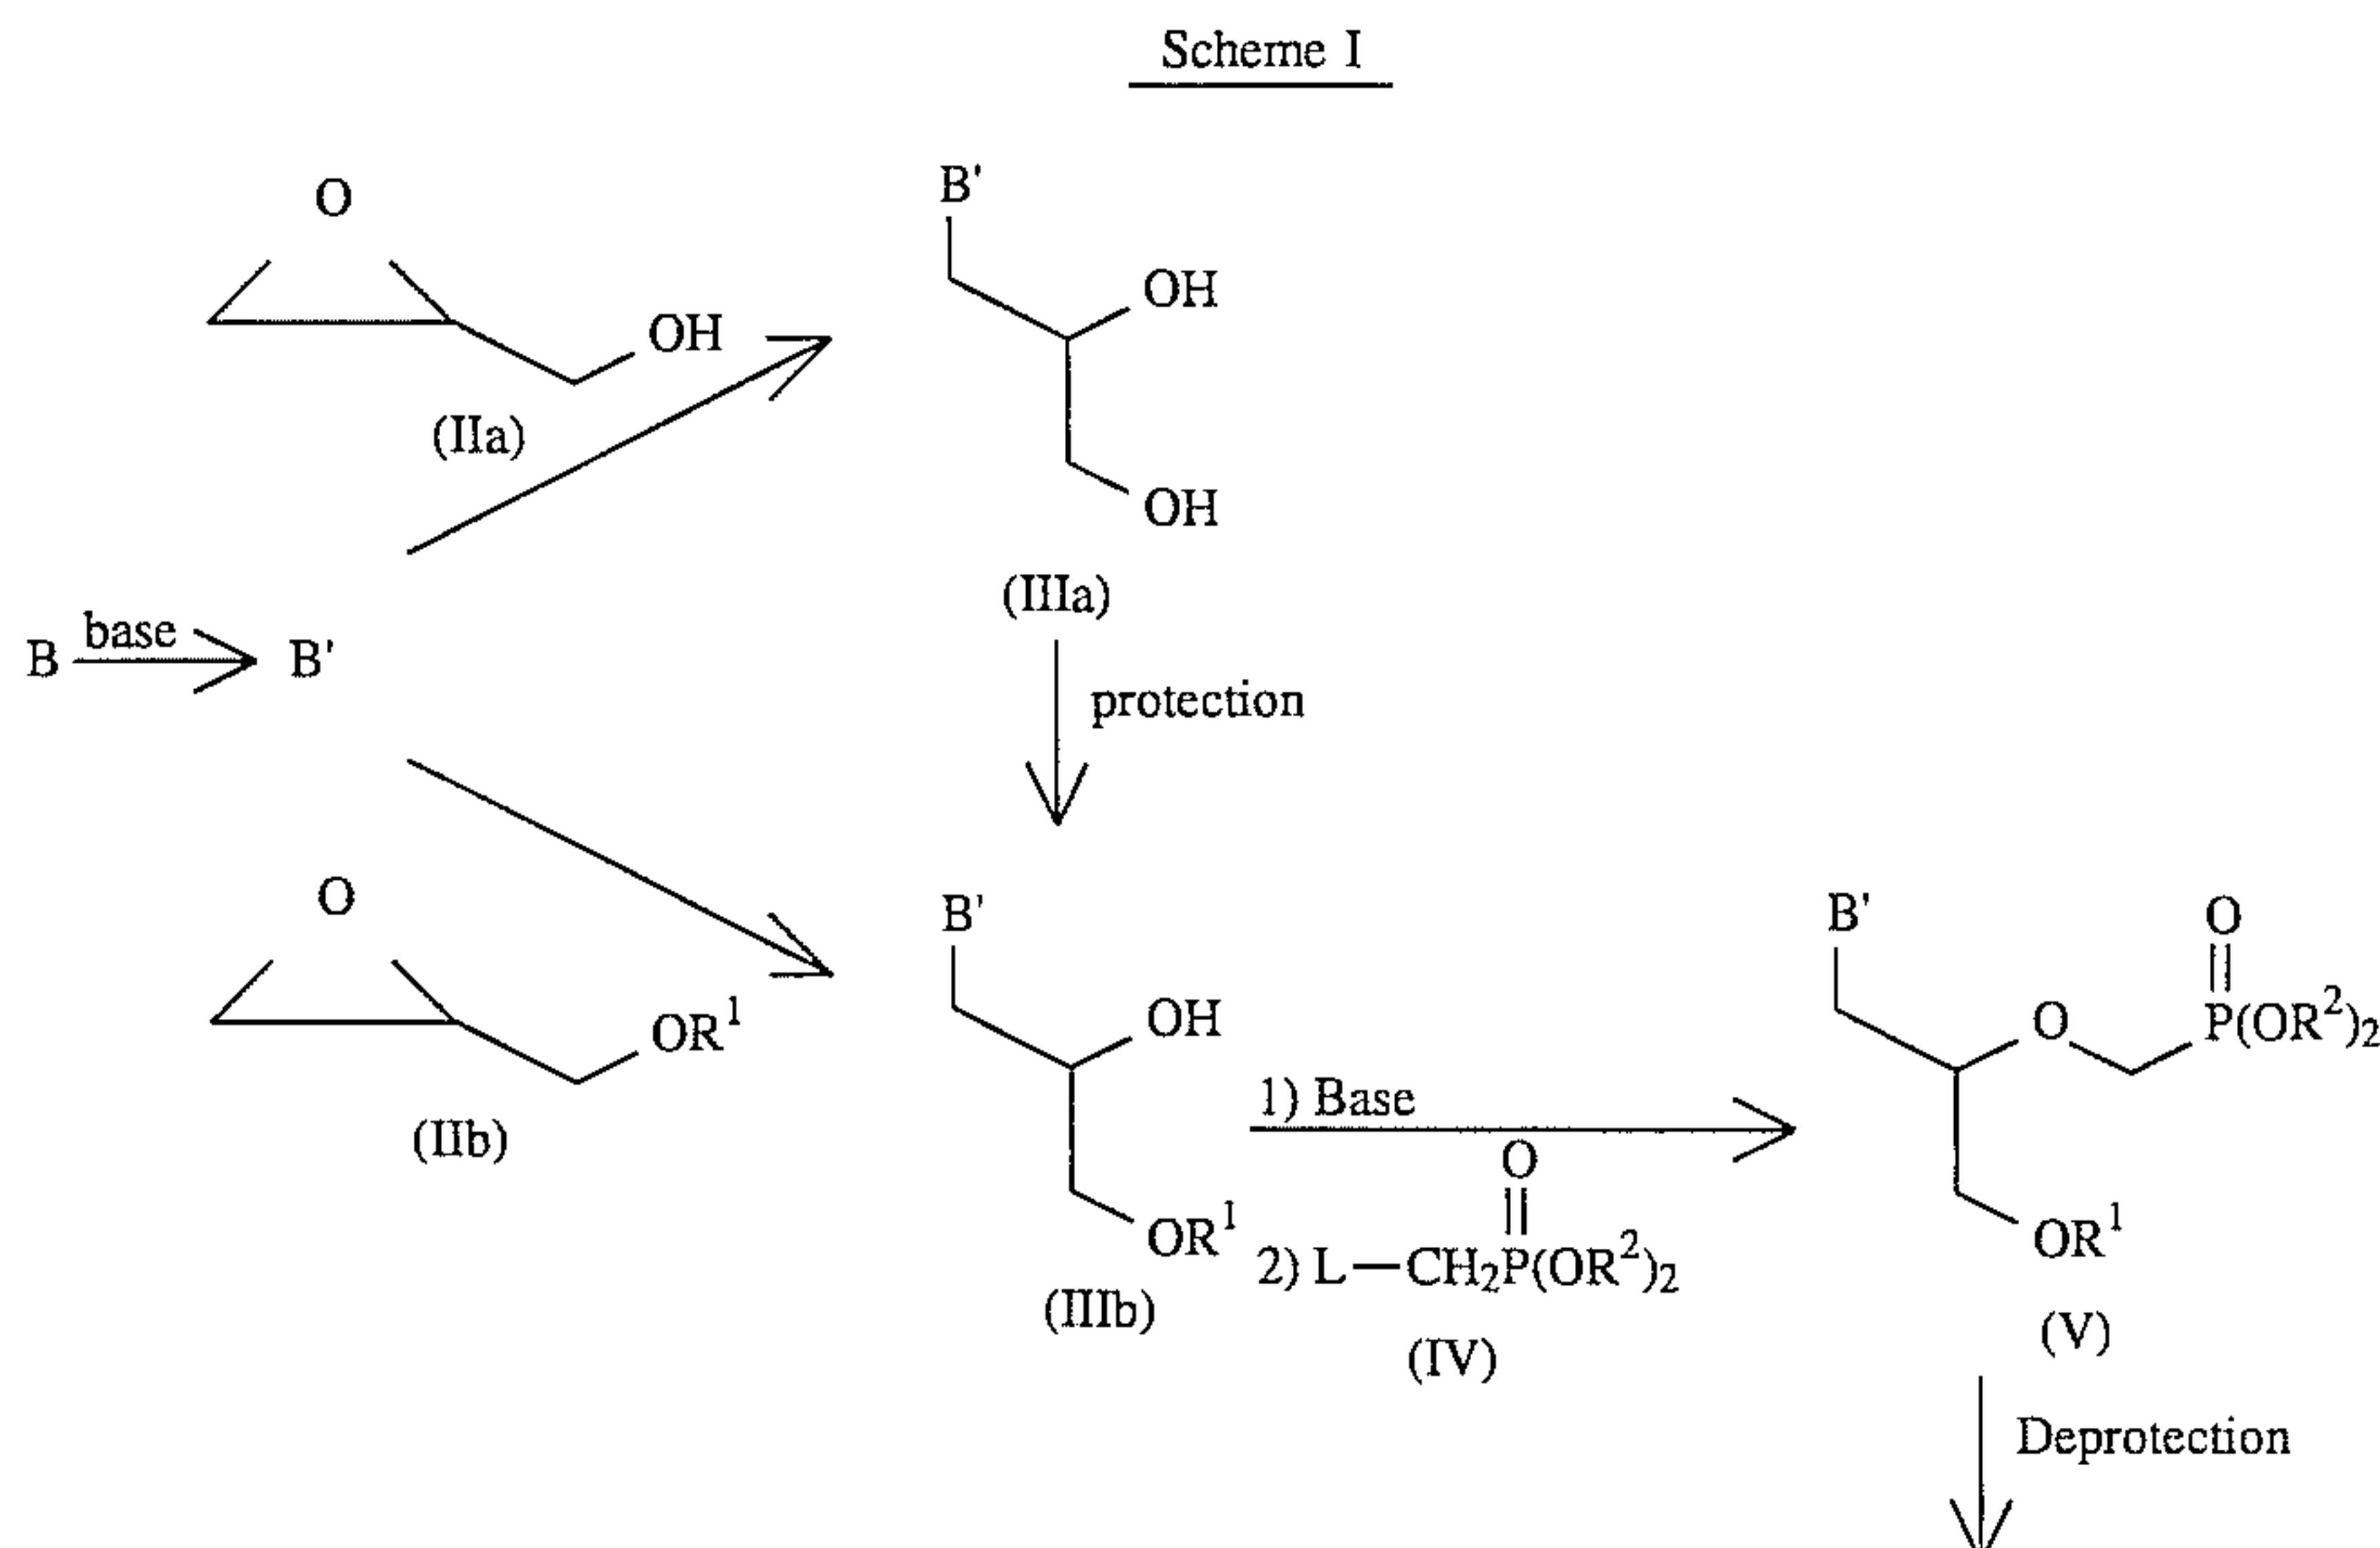 Scheme I
O
OH
(IIa)
B'
OH
OH
(IIIa)
B base B'
protection
O
OR¹
(IIb)
B'
OH
OR¹
(IIIb)
1) Base
O
2) L—CH₂P(OR²)₂
(IV)
B'
O
O
P(OR²)₂
OR¹
(V)
Deprotection